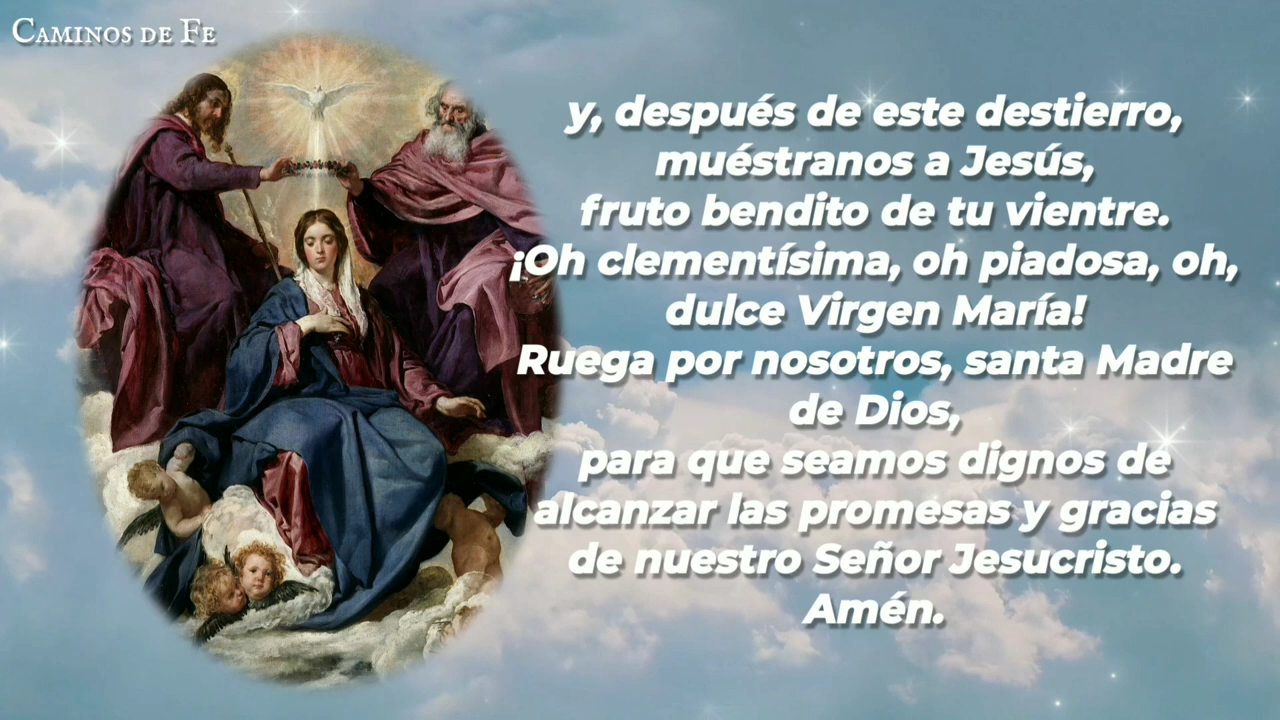 Caminos de Fe
y, después de este destierro,
muéstranos a Jesús,
fruto bendito de tu vientre.
¡Oh clementísima, oh piadosa, oh,
dulce Virgen María!
Ruega por nosotros, santa Madre
de Dios,
para que seamos dignos de
alcanzar las promesas y gracias
de nuestro Señor Jesucristo.
Amén.